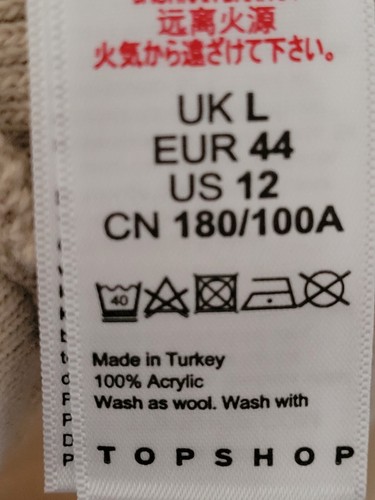 远离火源
火気から遠ざけて下さい。
UK L
EUR 44
US 12
CN 180/100A
40
Made in Turkey
100% Acrylic
Wash as wool. Wash with
TOPSHOP